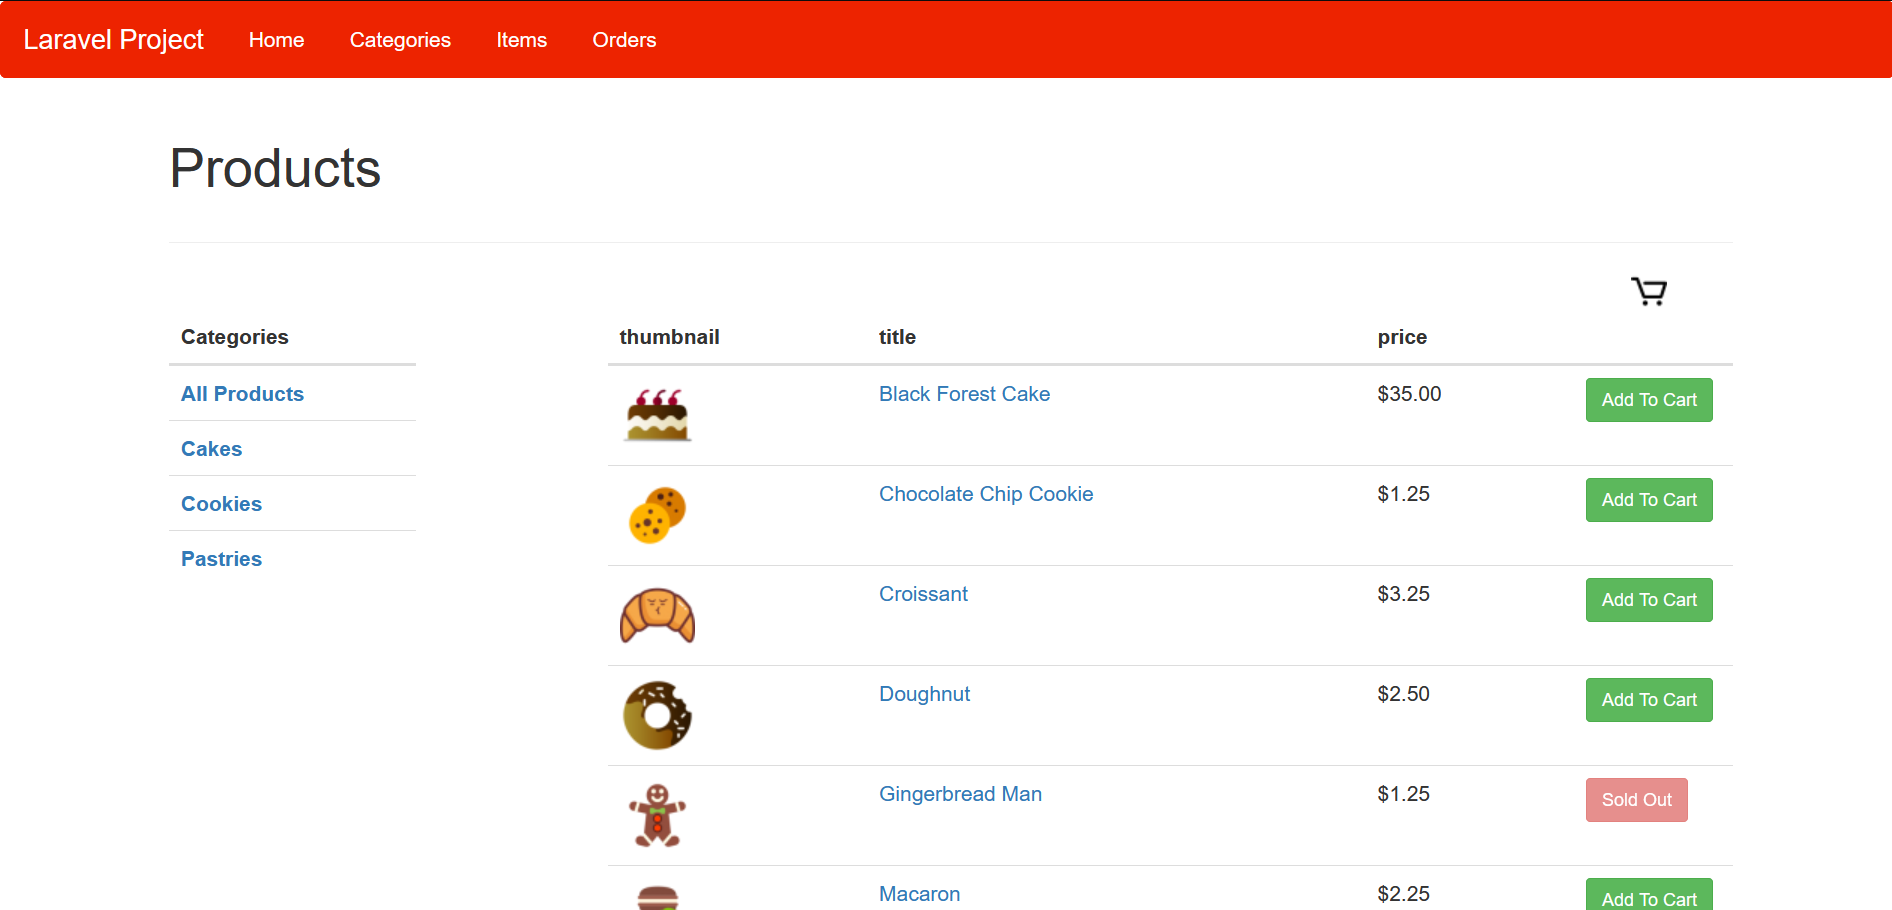 Laravel Project Home Categories Items Orders
Products
Categories
All Products
Cakes
Cookies
Pastries
thumbnail title price
Black Forest Cake $35.00 Add To Cart
Chocolate Chip Cookie $1.25 Add To Cart
Croissant $3.25 Add To Cart
Doughnut $2.50 Add To Cart
Gingerbread Man $1.25 Sold Out
Macaron $2.25 Add To Cart